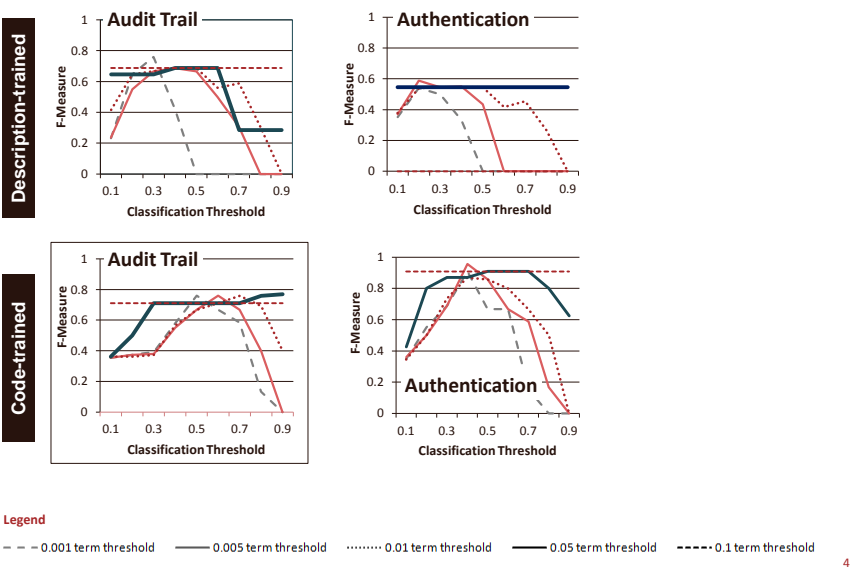 Description-trained
Audit Trail
F-Measure
1
0.8
0.6
0.4
0.2
0
0.1 0.3 0.5 0.7 0.9
Classification Threshold
Authentication
F-Measure
1
0.8
0.6
0.4
0.2
0
0.1 0.3 0.5 0.7 0.9
Classification Threshold
Code-trained
Audit Trail
F-Measure
1
0.8
0.6
0.4
0.2
0
0.1 0.3 0.5 0.7 0.9
Classification Threshold
F-Measure
1
0.8
0.6
0.4
0.2
0
Authentication
0.1 0.3 0.5 0.7 0.9
Classification Threshold
Legend
0.001 term threshold 0.005 term threshold 0.01 term threshold 0.05 term threshold 0.1 term threshold
4